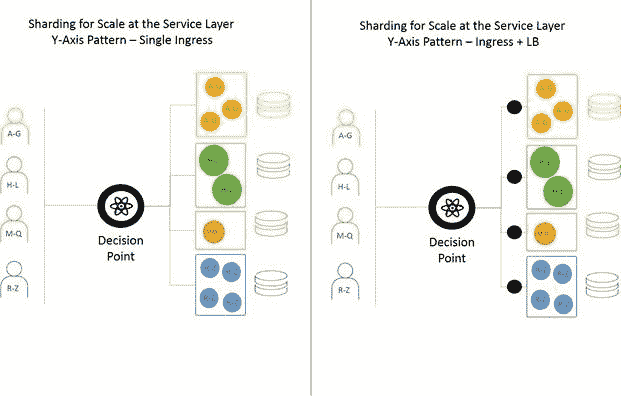 Sharding for Scale at the Service Layer
Y-Axis Pattern – Single Ingress
A-G
H-L
M-Q
R-Z
Decision
Point
Sharding for Scale at the Service Layer
Y-Axis Pattern – Ingress + LB
A-G
H-L
M-Q
R-Z
Decision
Point